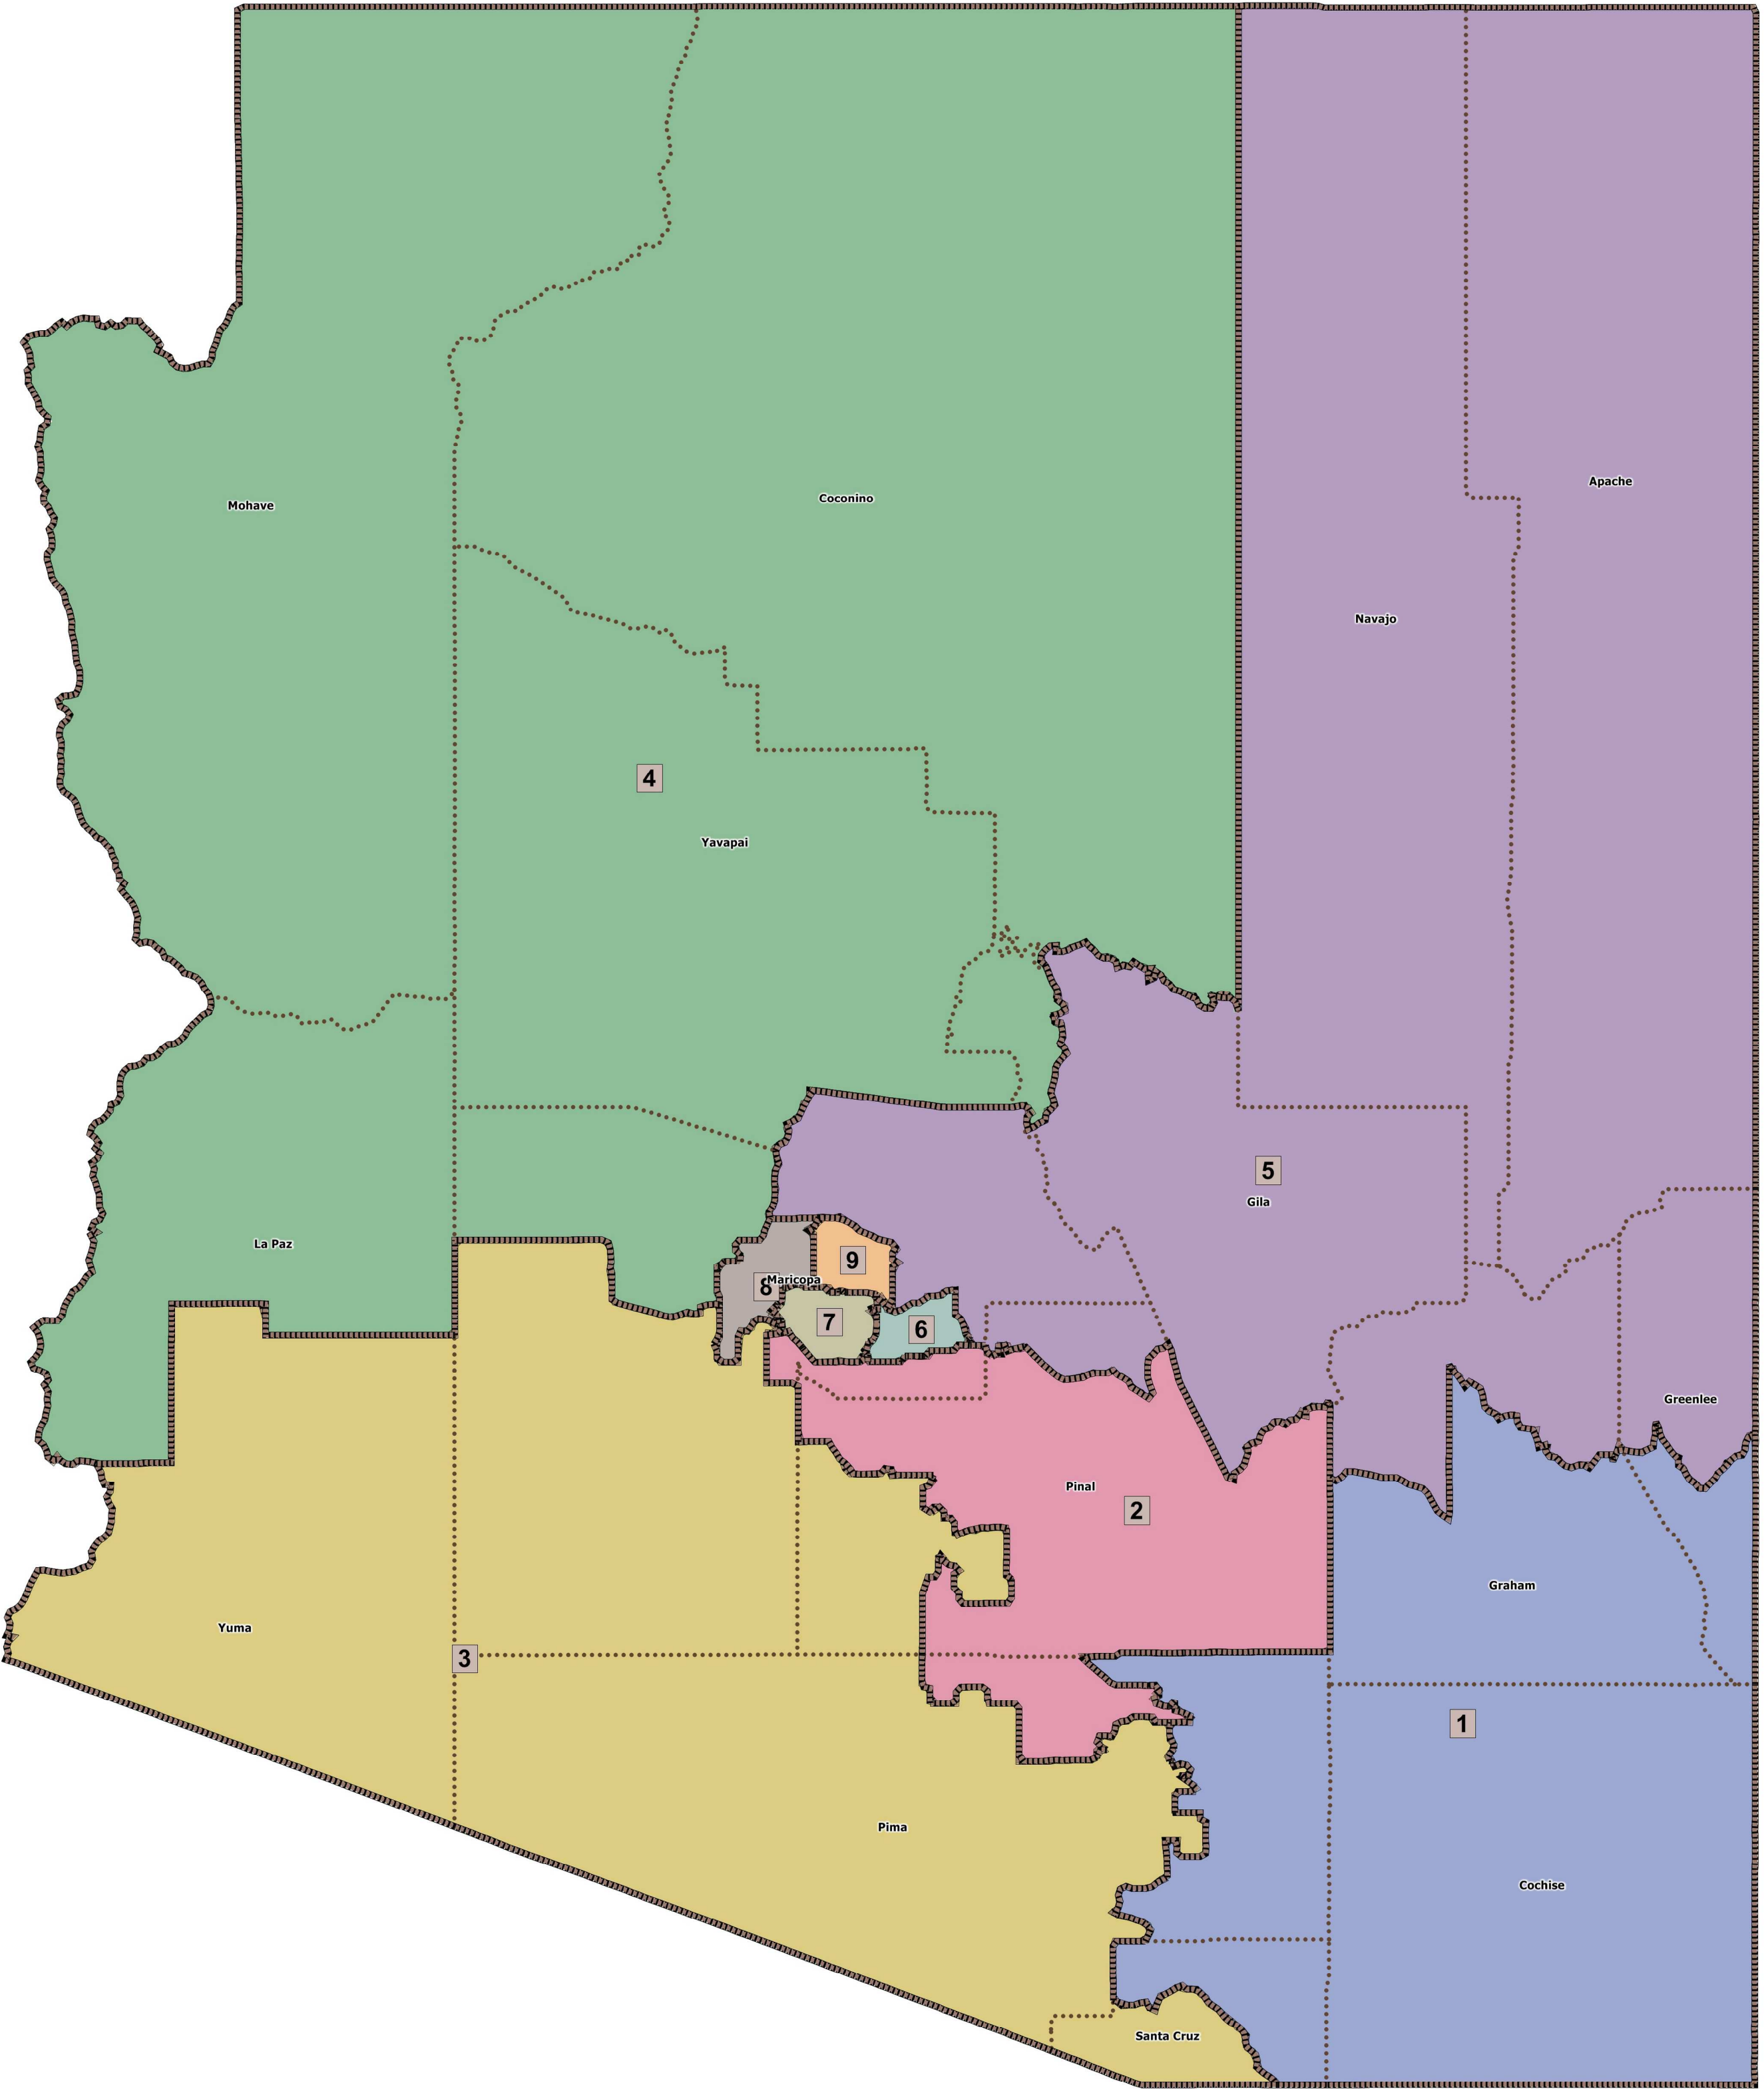 Apache
Coconino
Mohave
Navajo
4
Yavapai
5
Gila
La Paz
9
Maricopa
8
7
6
Greenlee
Pinal
2
Graham
Yuma
3
1
Pima
Cochise
Santa Cruz